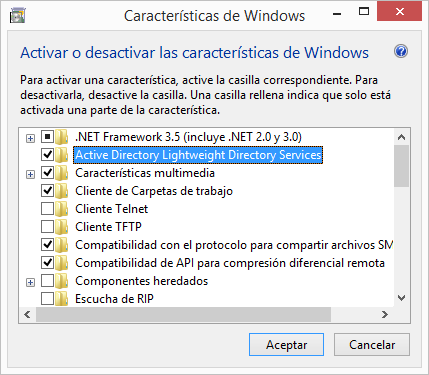 Características de Windows
Activar o desactivar las características de Windows
Para activar una característica, active la casilla correspondiente. Para
desactivarla, desactive la casilla. Una casilla rellena indica que solo está
activada una parte de la característica.
.NET Framework 3.5 (incluye .NET 2.0 y 3.0)
Active Directory Lightweight Directory Services
Características multimedia
Cliente de Carpetas de trabajo
Cliente Telnet
Cliente TFTP
Compatibilidad con el protocolo para compartir archivos SM
Compatibilidad de API para compresión diferencial remota
Componentes heredados
Escucha de RIP
Aceptar
Cancelar